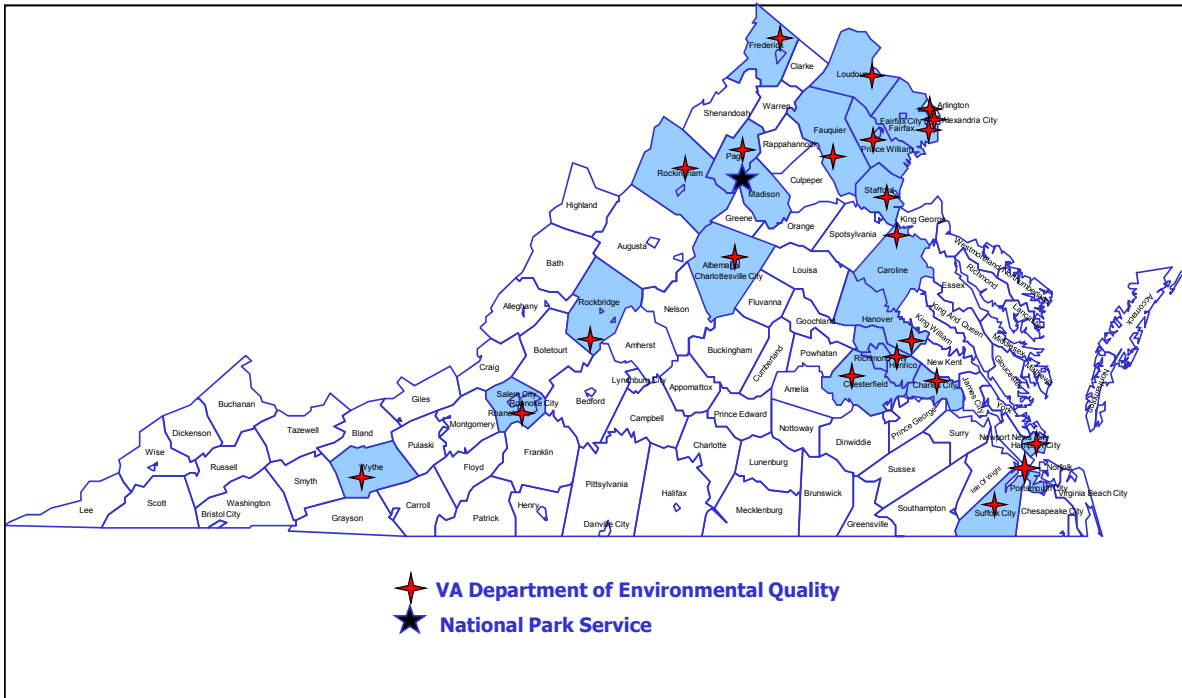 Frederick
Clarke
Loudoun
Arlington
Alexandria City
Fairfax City
Fairfax
Warren
Shenandoah
Fauquier
Prince William
Rappahannock
Page
Rockingham
Madison
Culpeper
Stafford
King George
Highland
Greene
Orange
Spotsylvania
Augusta
Westmoreland
Northumberland
Richmond
Bath
Albemarle
Charlottesville City
Louisa
Caroline
Essex
Lancaster
Accomack
Alleghany
Rockbridge
Nelson
Fluvanna
Goochland
Hanover
King William
King And Queen
Middlesex
Mathews
Northampton
Botetourt
Amherst
Buckingham
Cumberland
Powhatan
Richmond City
Henrico
New Kent
Gloucester
Craig
Lynchburg City
Appomattox
Amelia
Chesterfield
Charles City
James City
York
Salem City
Roanoke City
Roanoke
Bedford
Campbell
Prince Edward
Nottoway
Dinwiddie
Prince George
Surry
Newport News City
Hampton City
Buchanan
Giles
Montgomery
Dickenson
Tazewell
Bland
Pulaski
Floyd
Franklin
Charlotte
Lunenburg
Sussex
Isle Of Wight
Norfolk
Wise
Russell
Smyth
Wythe
Pittsylvania
Halifax
Mecklenburg
Brunswick
Southampton
Portsmouth City
Virginia Beach City
Lee
Scott
Washington
Bristol City
Grayson
Carroll
Patrick
Henry
Danville City
Greensville
Suffolk City
Chesapeake City
VA Department of Environmental Quality
National Park Service